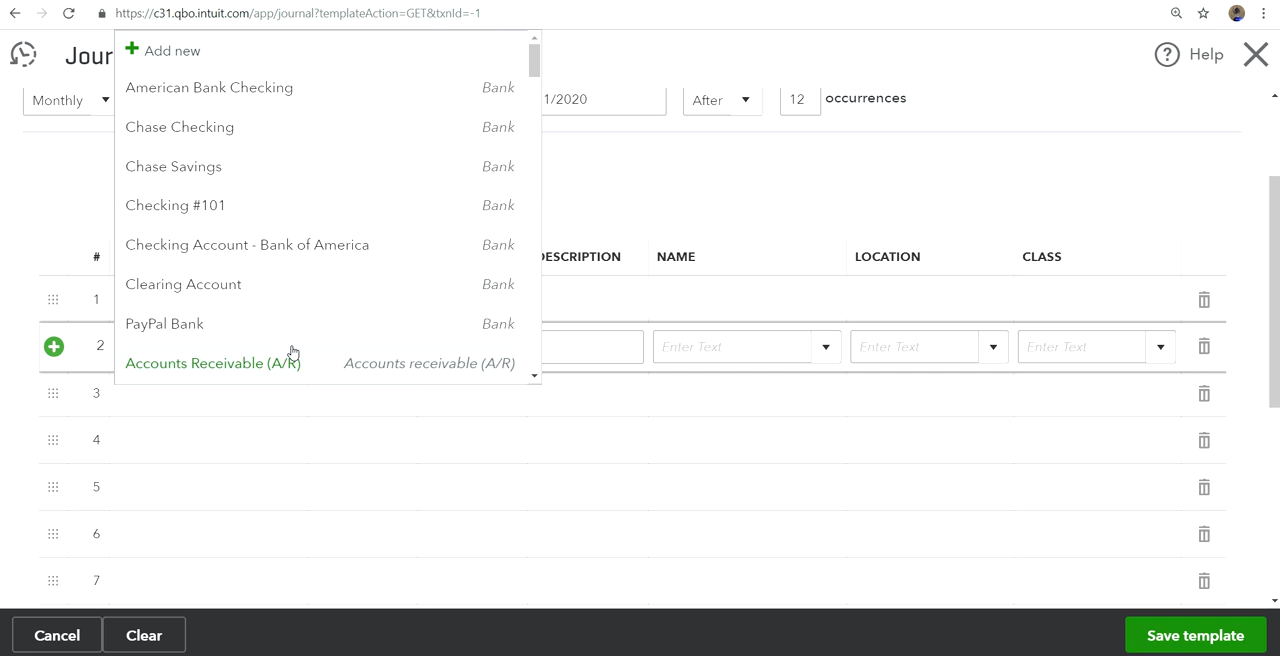 https://c31.qbo.intuit.com/app/journal?templateAction=GET&txnId=-1
Jour
Help
Add new
Monthly
1/2020
After
12
occurrences
American Bank Checking Bank
Chase Checking Bank
Chase Savings Bank
Checking #101 Bank
Checking Account - Bank of America Bank
Clearing Account Bank
PayPal Bank Bank
Accounts Receivable (A/R) Accounts receivable (A/R)
# DESCRIPTION NAME LOCATION CLASS
1
2 Enter Text Enter Text Enter Text
3
4
5
6
7
Cancel Clear Save template